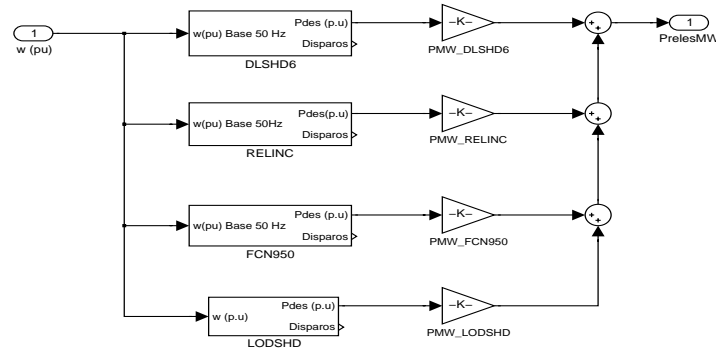 1
w (pu)
w(pu) Base 50 Hz
Pdes (p.u)
Disparos
DLSHD6
-K-
PMW_DLSHD6
+
+
1
PrelesMW
w(pu) Base 50Hz
Pdes(p.u)
Disparos
RELINC
-K-
PMW_RELINC
+
+
w(pu) Base 50 Hz
Pdes (p.u)
Disparos
FCN950
-K-
PMW_FCN950
+
+
w (p.u)
Pdes (p.u)
Disparos
LODSHD
-K-
PMW_LODSHD